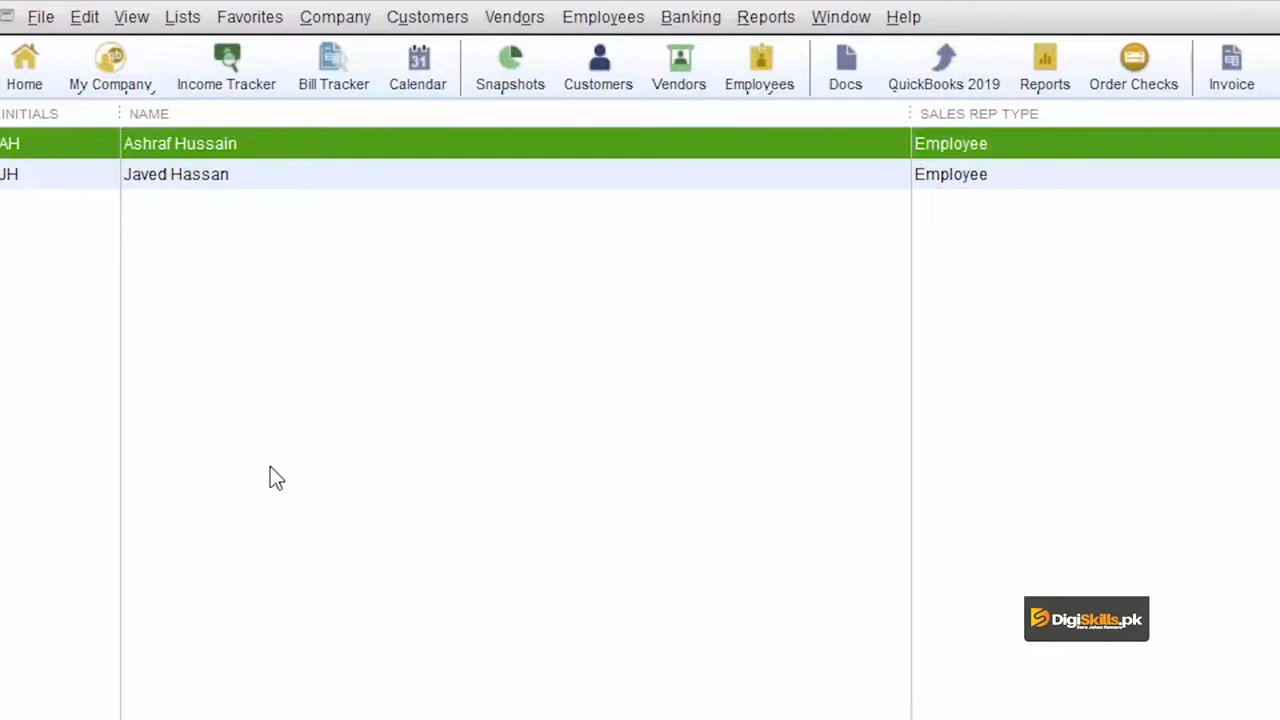 File Edit View Lists Favorites Company Customers Vendors Employees Banking Reports Window Help
31
Home My Company Income Tracker Bill Tracker Calendar Snapshots Customers Vendors Employees Docs QuickBooks 2019 Reports Order Checks Invoice
INITIALS NAME SALES REP TYPE
AH Ashraf Hussain Employee
JH Javed Hassan Employee
DigiSkills.pk